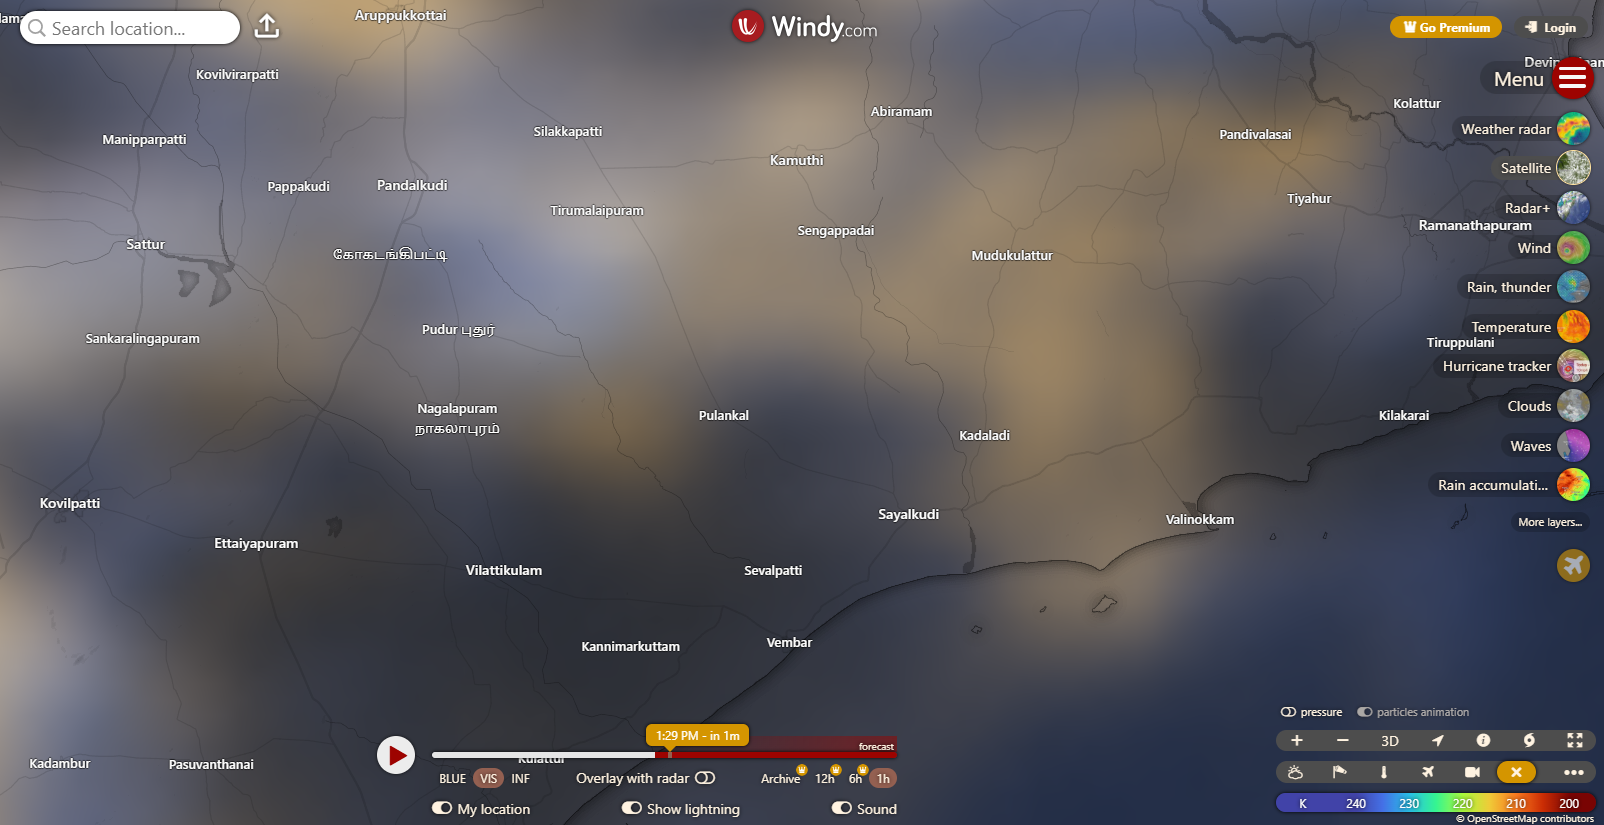 Aruppukkottai
Search location...
Windy.com
Go Premium
Login
Kovilvirarpatti
Menu
Kolattur
Abiramam
Manipparpatti
Silakkapatti
Pandivalasai
Weather radar
Kamuthi
Satellite
Pappakudi
Pandalkudi
Tiyahur
Tirumalaipuram
Radar+
Ramanathapuram
Sengappadai
Sattur
கோகடங்கிபட்டி
Mudukulattur
Wind
Rain, thunder
Sankaralingapuram
Pudur புதுர்
Temperature
Tiruppulani
Hurricane tracker
Nagalapuram
நாகலாபுரம்
Pulankal
Clouds
Kilakarai
Kadaladi
Waves
Rain accumulati...
Kovilpatti
Sayalkudi
Valinokkam
More layers...
Ettaiyapuram
Vilattikulam
Sevalpatti
Kannimarkuttam
Vembar
pressure
particles animation
1:29 PM - in 1m
forecast
3D
Kadambur
Pasuvanthanai
Kulattur
BLUE VIS INF
Overlay with radar
Archive 12h 6h 1h
My location
Show lightning
Sound
K 240 230 220 210 200
© OpenStreetMap contributors